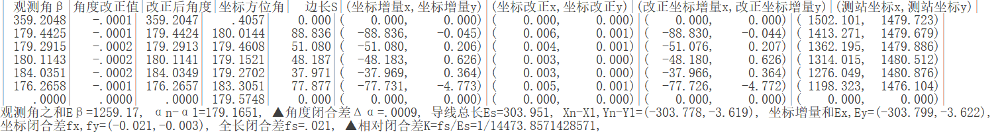 观测角β 角度改正值 改正后角度 坐标方位角 边长S (坐标增量x,坐标增量y) (坐标改正x,坐标改正y) (改正坐标增量x,改正坐标增量y) (测站坐标x,测站坐标y)
359.2048 -.0001 359.2047 .4057 0.000 ( 0.000, 0.000) ( 0.000, 0.000) ( 0.000, 0.000) ( 1502.101, 1479.723)
179.4425 -.0001 179.4424 180.0144 88.836 ( -88.836, -0.045) ( 0.006, 0.001) ( -88.830, -0.044) ( 1413.271, 1479.679)
179.2915 -.0002 179.2913 179.4608 51.080 ( -51.080, 0.206) ( 0.004, 0.001) ( -51.076, 0.207) ( 1362.195, 1479.886)
180.1143 -.0002 180.1141 179.1521 48.187 ( -48.183, 0.626) ( 0.003, 0.000) ( -48.180, 0.626) ( 1314.015, 1480.512)
184.0351 -.0002 184.0349 179.2702 37.971 ( -37.969, 0.364) ( 0.003, 0.000) ( -37.966, 0.364) ( 1276.049, 1480.876)
176.2658 -.0001 176.2657 183.3051 77.877 ( -77.731, -4.773) ( 0.005, 0.001) ( -77.726, -4.772) ( 1198.323, 1476.104)
.0000 .0000 .0000 179.5748 0.000 ( 0.000, 0.000) ( 0.000, 0.000) ( 0.000, 0.000) ( 0.000, 0.000)
观测角之和Eβ=1259.17, αn-α1=179.1651, ▲角度闭合差Δα=.0009, 导线总长Es=303.951, Xn-X1,Yn-Y1=(-303.778,-3.619), 坐标增量和Ex,Ey=(-303.799,-3.622),
坐标闭合差fx,fy=(-0.021,-0.003), 全长闭合差fs=.021, ▲相对闭合差K=fs/Es=1/14473.8571428571,